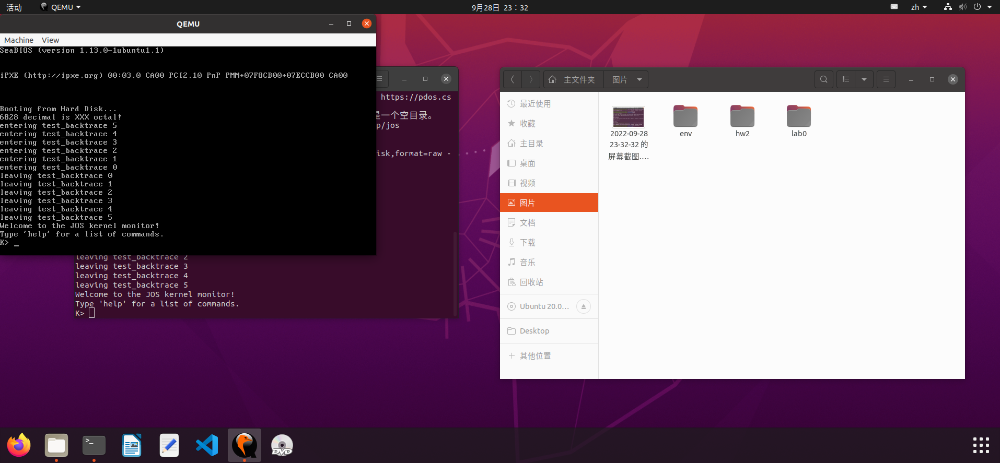 活动
QEMU
9月28日 23：32
zh
QEMU
Machine View
SeaBIOS (version 1.13.0-1ubuntu1.1)
iPXE (http://ipxe.org) 00:03.0 CA00 PCI2.10 PnP PMM+07F8CB00+07ECCB00 CA00
Booting from Hard Disk...
6828 decimal is XXX octal!
entering test_backtrace 5
entering test_backtrace 4
entering test_backtrace 3
entering test_backtrace 2
entering test_backtrace 1
entering test_backtrace 0
leaving test_backtrace 0
leaving test_backtrace 1
leaving test_backtrace 2
leaving test_backtrace 3
leaving test_backtrace 4
leaving test_backtrace 5
Welcome to the JOS kernel monitor!
Type 'help' for a list of commands.
K> _
https://pdos.cs
是一个空目录。
p/jos
isk,format=raw -
leaving test_backtrace 2
leaving test_backtrace 3
leaving test_backtrace 4
leaving test_backtrace 5
Welcome to the JOS kernel monitor!
Type 'help' for a list of commands.
K>
主文件夹
图片
最近使用
收藏
主目录
桌面
视频
图片
文档
下载
音乐
回收站
Ubuntu 20.0…
Desktop
其他位置
2022-09-28
23-32-32 的
屏幕截图.…
env
hw2
lab0
>_
DVD